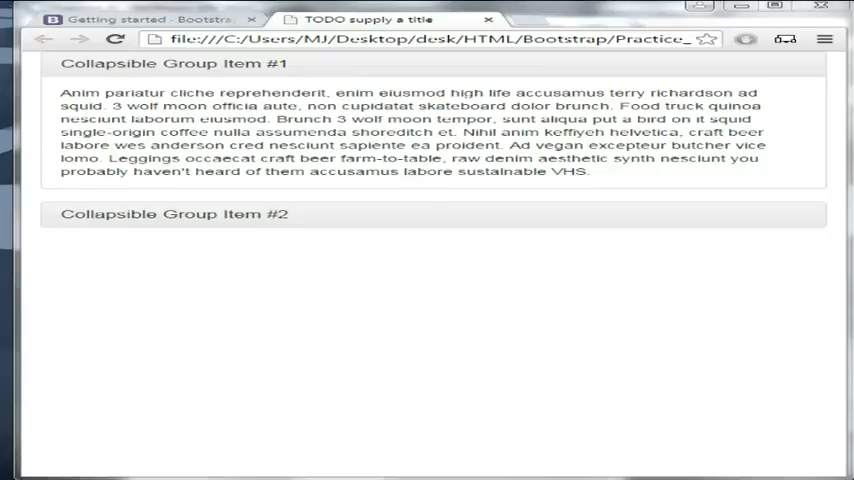 Getting started - Bootstra
TODO supply a title
file:///C:/Users/MJ/Desktop/desk/HTML/Bootstrap/Practice_
Collapsible Group Item #1
Anim pariatur cliche reprehenderit, enim eiusmod high life accusamus terry richardson ad
squid. 3 wolf moon officia aute, non cupidatat skateboard dolor brunch. Food truck quinoa
nesciunt laborum eiusmod. Brunch 3 wolf moon tempor, sunt aliqua put a bird on it squid
single-origin coffee nulla assumenda shoreditch et. Nihil anim keffiyeh helvetica, craft beer
labore wes anderson cred nesciunt sapiente ea proident. Ad vegan excepteur butcher vice
lomo. Leggings occaecat craft beer farm-to-table, raw denim aesthetic synth nesciunt you
probably haven't heard of them accusamus labore sustainable VHS.
Collapsible Group Item #2